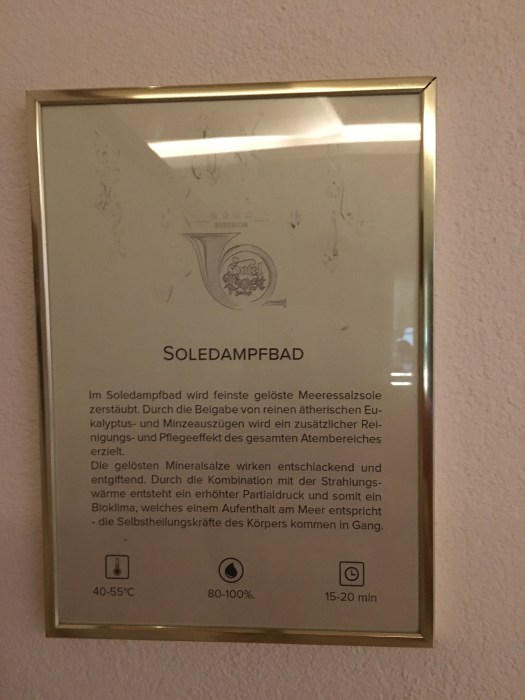 Hotel
Post
SOLEDAMPFBAD
Im Soledampfbad wird feinste gelöste Meeressalzsole
zerstäubt. Durch die Beigabe von reinen ätherischen Eu-
kalyptus- und Minzeauszügen wird ein zusätzlicher Rei-
nigungs- und Pflegeeffekt des gesamten Atembereiches
erzielt.
Die gelösten Mineralsalze wirken entschlackend und
entgiftend. Durch die Kombination mit der Strahlungs-
wärme entsteht ein erhöhter Partialdruck und somit ein
Bioklima, welches einem Aufenthalt am Meer entspricht
- die Selbstheilungskräfte des Körpers kommen in Gang.
40-55°C
80-100%.
15-20 min